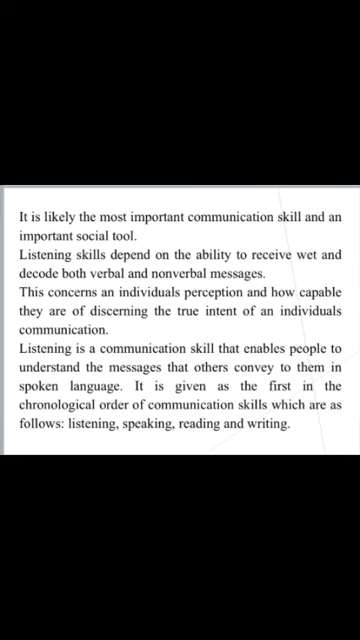 It is likely the most important communication skill and an
important social tool.
Listening skills depend on the ability to receive wet and
decode both verbal and nonverbal messages.
This concerns an individuals perception and how capable
they are of discerning the true intent of an individuals
communication.
Listening is a communication skill that enables people to
understand the messages that others convey to them in
spoken language. It is given as the first in the
chronological order of communication skills which are as
follows: listening, speaking, reading and writing.